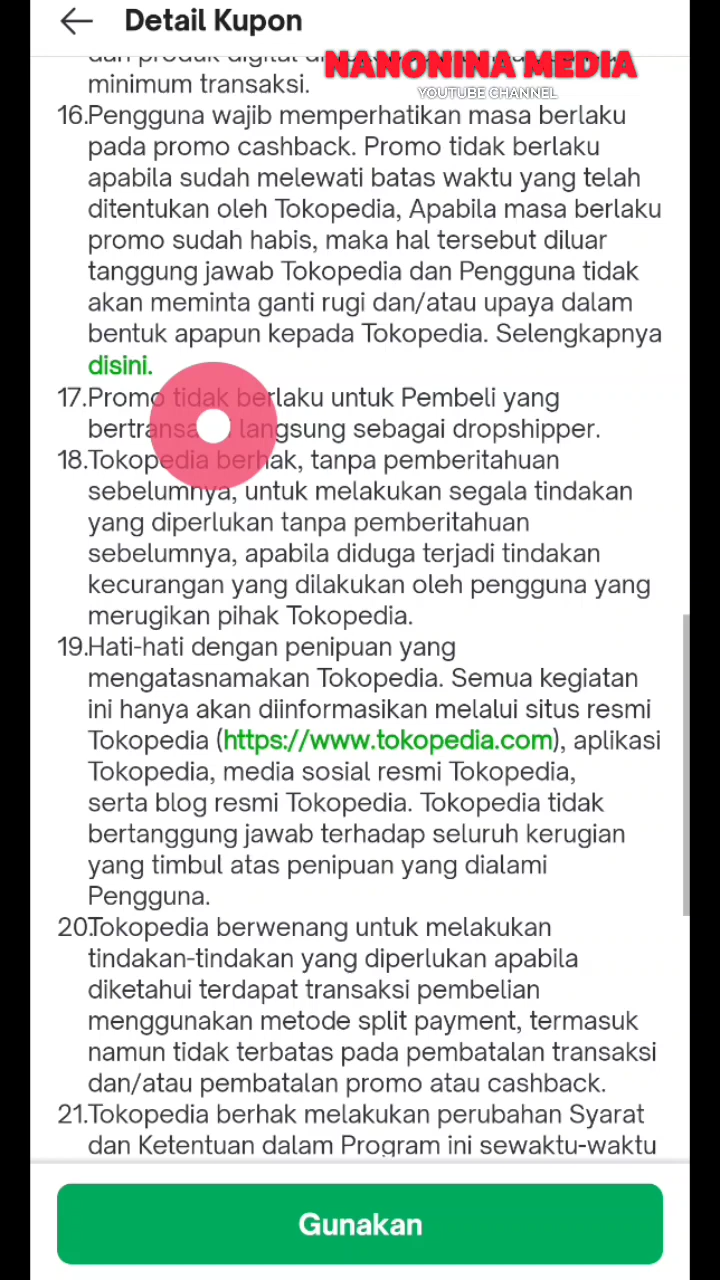 Detail Kupon
NANONINA MEDIA
YOUTUBE CHANNEL
minimum transaksi.
16.Pengguna wajib memperhatikan masa berlaku
pada promo cashback. Promo tidak berlaku
apabila sudah melewati batas waktu yang telah
ditentukan oleh Tokopedia, Apabila masa berlaku
promo sudah habis, maka hal tersebut diluar
tanggung jawab Tokopedia dan Pengguna tidak
akan meminta ganti rugi dan/atau upaya dalam
bentuk apapun kepada Tokopedia. Selengkapnya
disini.
17.Promo tidak berlaku untuk Pembeli yang
bertransaksi langsung sebagai dropshipper.
18.Tokopedia berhak, tanpa pemberitahuan
sebelumnya, untuk melakukan segala tindakan
yang diperlukan tanpa pemberitahuan
sebelumnya, apabila diduga terjadi tindakan
kecurangan yang dilakukan oleh pengguna yang
merugikan pihak Tokopedia.
19.Hati-hati dengan penipuan yang
mengatasnamakan Tokopedia. Semua kegiatan
ini hanya akan diinformasikan melalui situs resmi
Tokopedia (https://www.tokopedia.com), aplikasi
Tokopedia, media sosial resmi Tokopedia,
serta blog resmi Tokopedia. Tokopedia tidak
bertanggung jawab terhadap seluruh kerugian
yang timbul atas penipuan yang dialami
Pengguna.
20.Tokopedia berwenang untuk melakukan
tindakan-tindakan yang diperlukan apabila
diketahui terdapat transaksi pembelian
menggunakan metode split payment, termasuk
namun tidak terbatas pada pembatalan transaksi
dan/atau pembatalan promo atau cashback.
21.Tokopedia berhak melakukan perubahan Syarat
dan Ketentuan dalam Program ini sewaktu-waktu
Gunakan